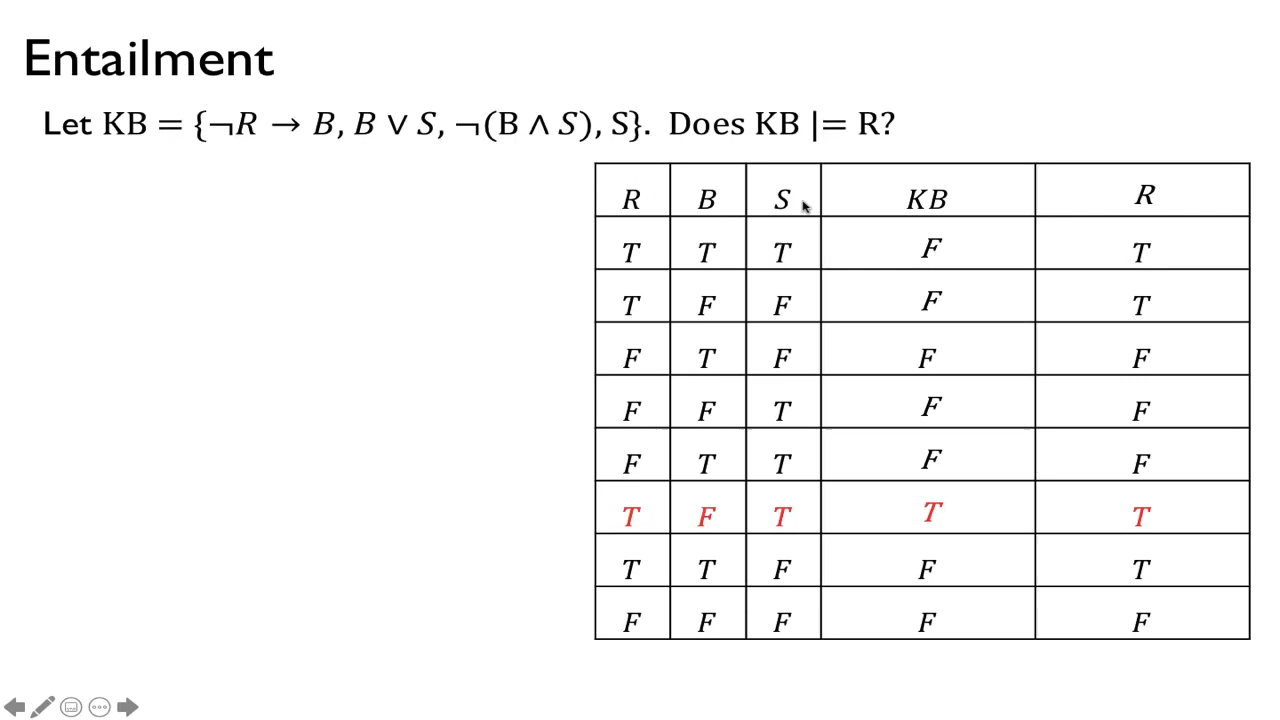 Entailment
Let KB = {¬R → B, B ∨ S, ¬(B ∧ S), S}. Does KB |= R?
R B S KB R
T T T F T
T F F F T
F T F F F
F F T F F
F T T F F
T F T T T
T T F F T
F F F F F